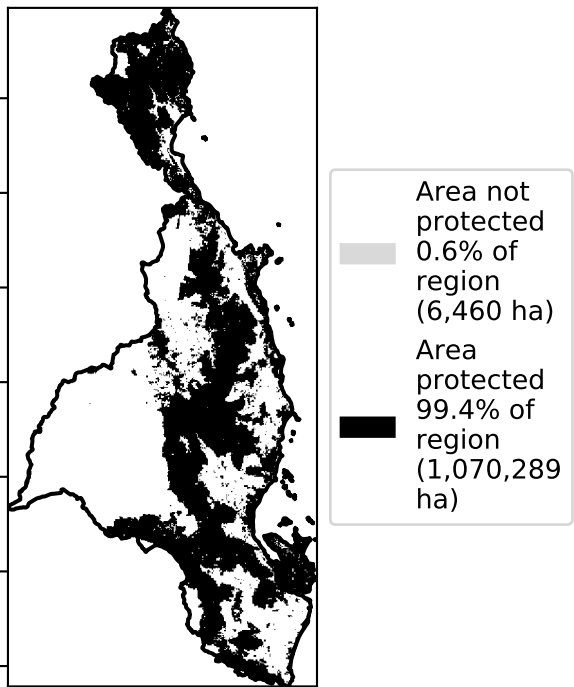 Area not
protected
0.6% of
region
(6,460 ha)
Area
protected
99.4% of
region
(1,070,289
ha)